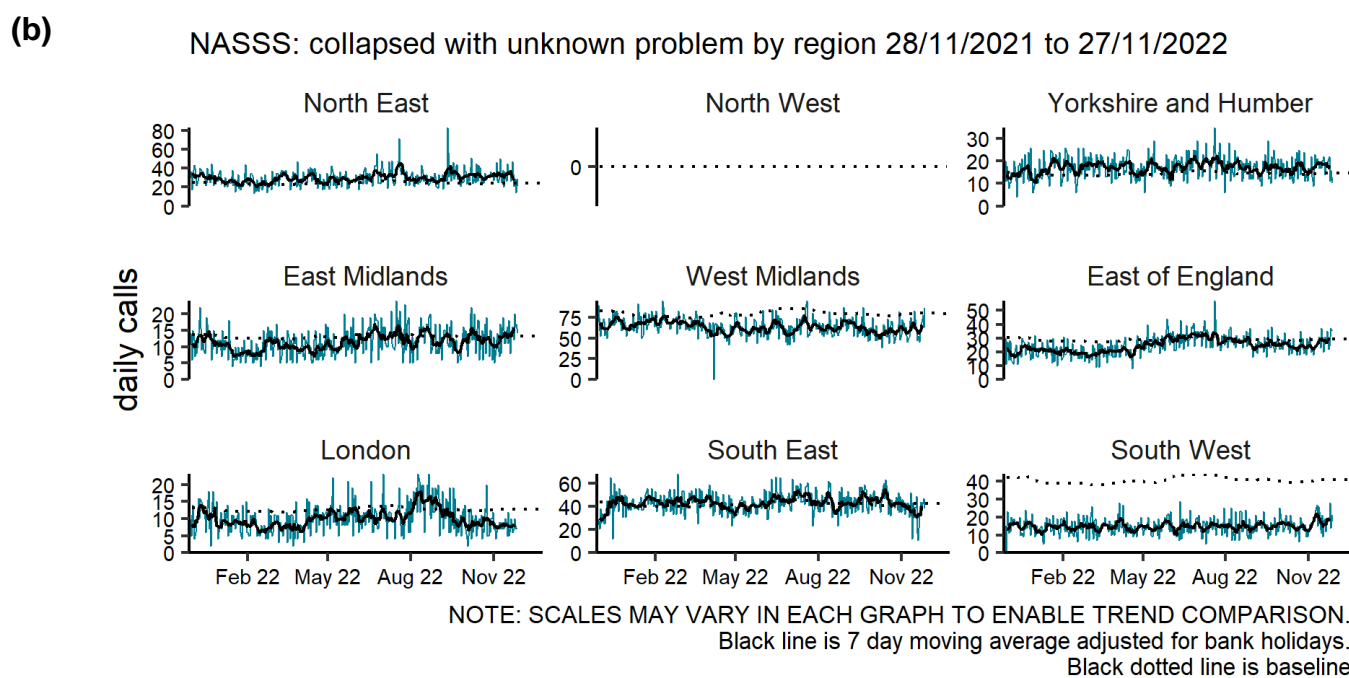 (b)
NASSS: collapsed with unknown problem by region 28/11/2021 to 27/11/2022
North East
North West
Yorkshire and Humber
80
60
40
20
0
0
30
20
10
0
daily calls
East Midlands
West Midlands
East of England
20
15
10
5
0
75
50
25
0
50
40
30
20
10
0
London
South East
South West
20
15
10
5
0
60
40
20
0
40
30
20
10
0
Feb 22 May 22 Aug 22 Nov 22
Feb 22 May 22 Aug 22 Nov 22
Feb 22 May 22 Aug 22 Nov 22
NOTE: SCALES MAY VARY IN EACH GRAPH TO ENABLE TREND COMPARISON.
Black line is 7 day moving average adjusted for bank holidays.
Black dotted line is baseline